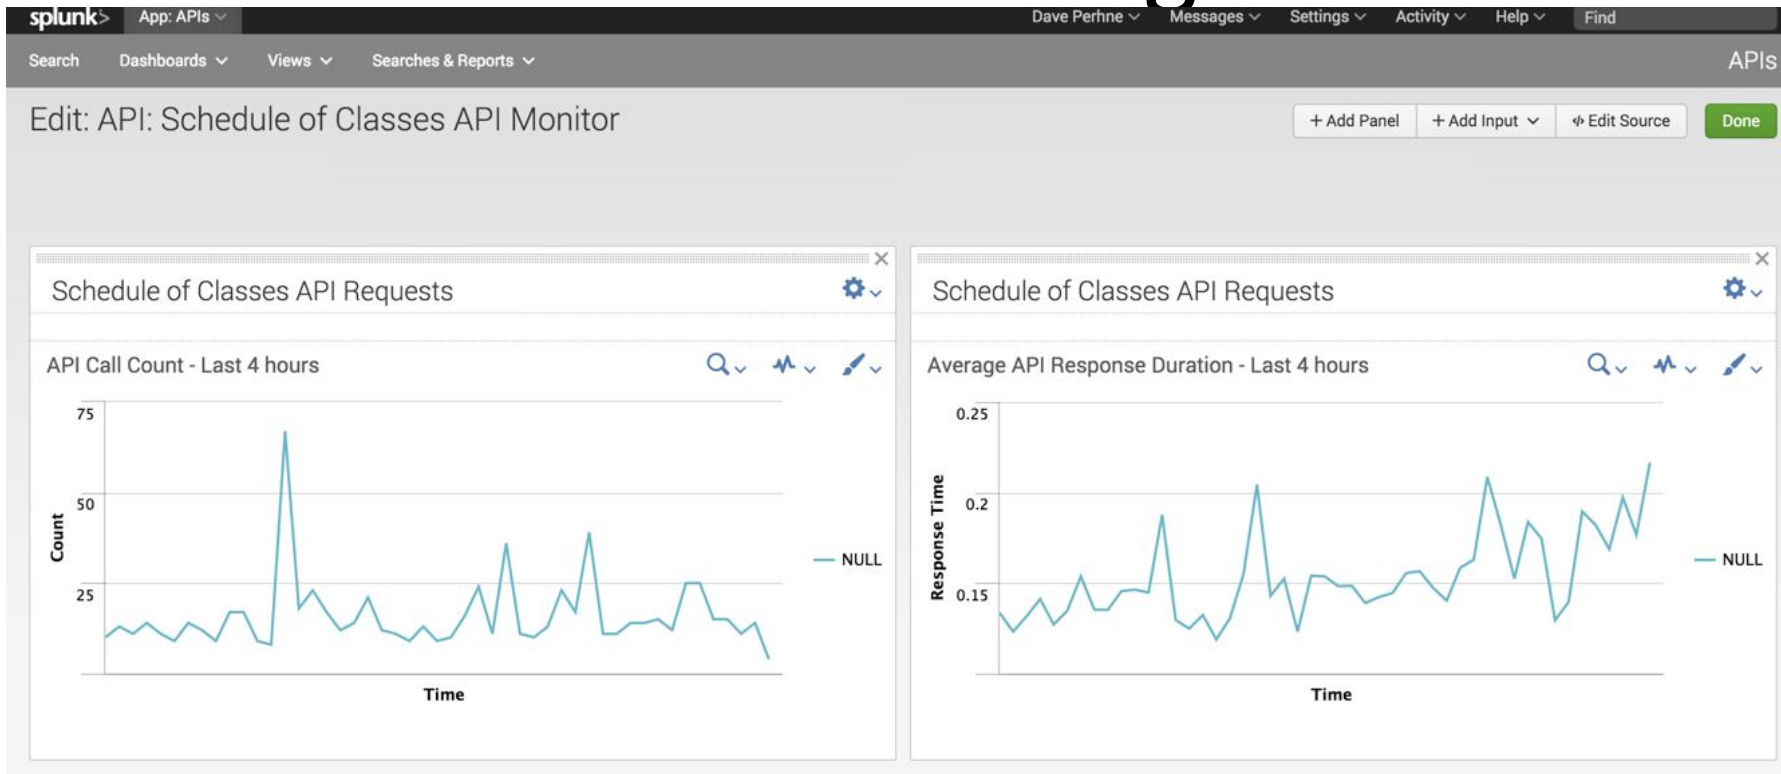 splunk> App: APIs Dave Perhne Messages Settings Activity Help Find
Search Dashboards Views Searches & Reports APIs
Edit: API: Schedule of Classes API Monitor
+ Add Panel + Add Input Edit Source Done
Schedule of Classes API Requests
API Call Count - Last 4 hours
75
50
25
Count
Time
NULL
Schedule of Classes API Requests
Average API Response Duration - Last 4 hours
0.25
0.2
0.15
Response Time
Time
NULL